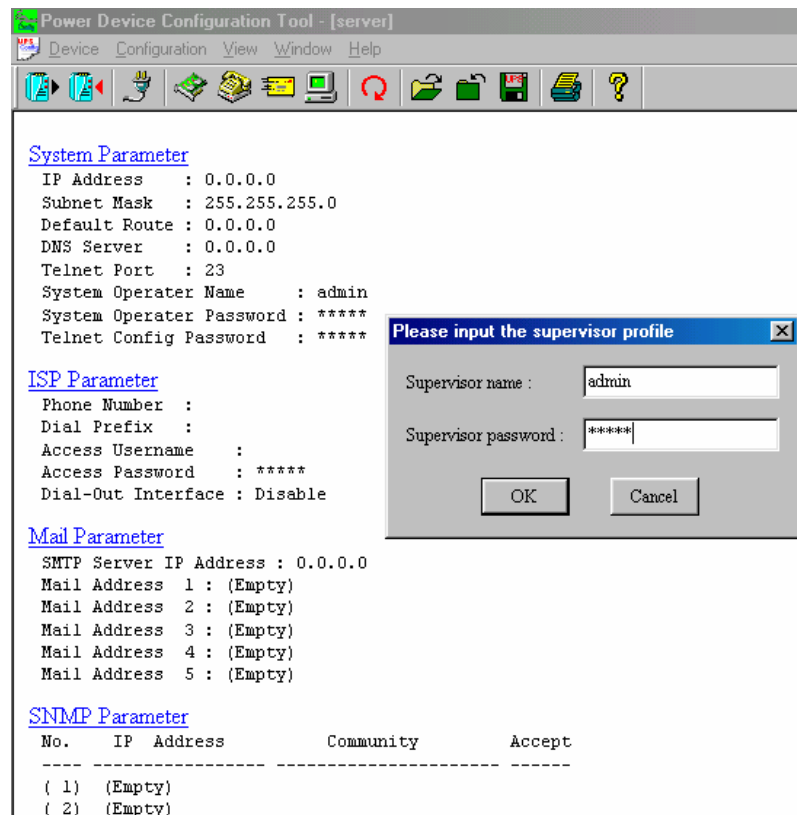 Power Device Configuration Tool - [server]
Device Configuration View Window Help
System Parameter
IP Address : 0.0.0.0
Subnet Mask : 255.255.255.0
Default Route : 0.0.0.0
DNS Server : 0.0.0.0
Telnet Port : 23
System Operater Name : admin
System Operater Password : *****
Telnet Config Password : *****
ISP Parameter
Phone Number :
Dial Prefix :
Access Username :
Access Password : *****
Dial-Out Interface : Disable
Mail Parameter
SMTP Server IP Address : 0.0.0.0
Mail Address 1 : (Empty)
Mail Address 2 : (Empty)
Mail Address 3 : (Empty)
Mail Address 4 : (Empty)
Mail Address 5 : (Empty)
SNMP Parameter
No. IP Address Community Accept
---- ----------------- ---------------------- ------
( 1) (Empty)
( 2) (Empty)
Please input the supervisor profile
Supervisor name : admin
Supervisor password : *****
OK Cancel